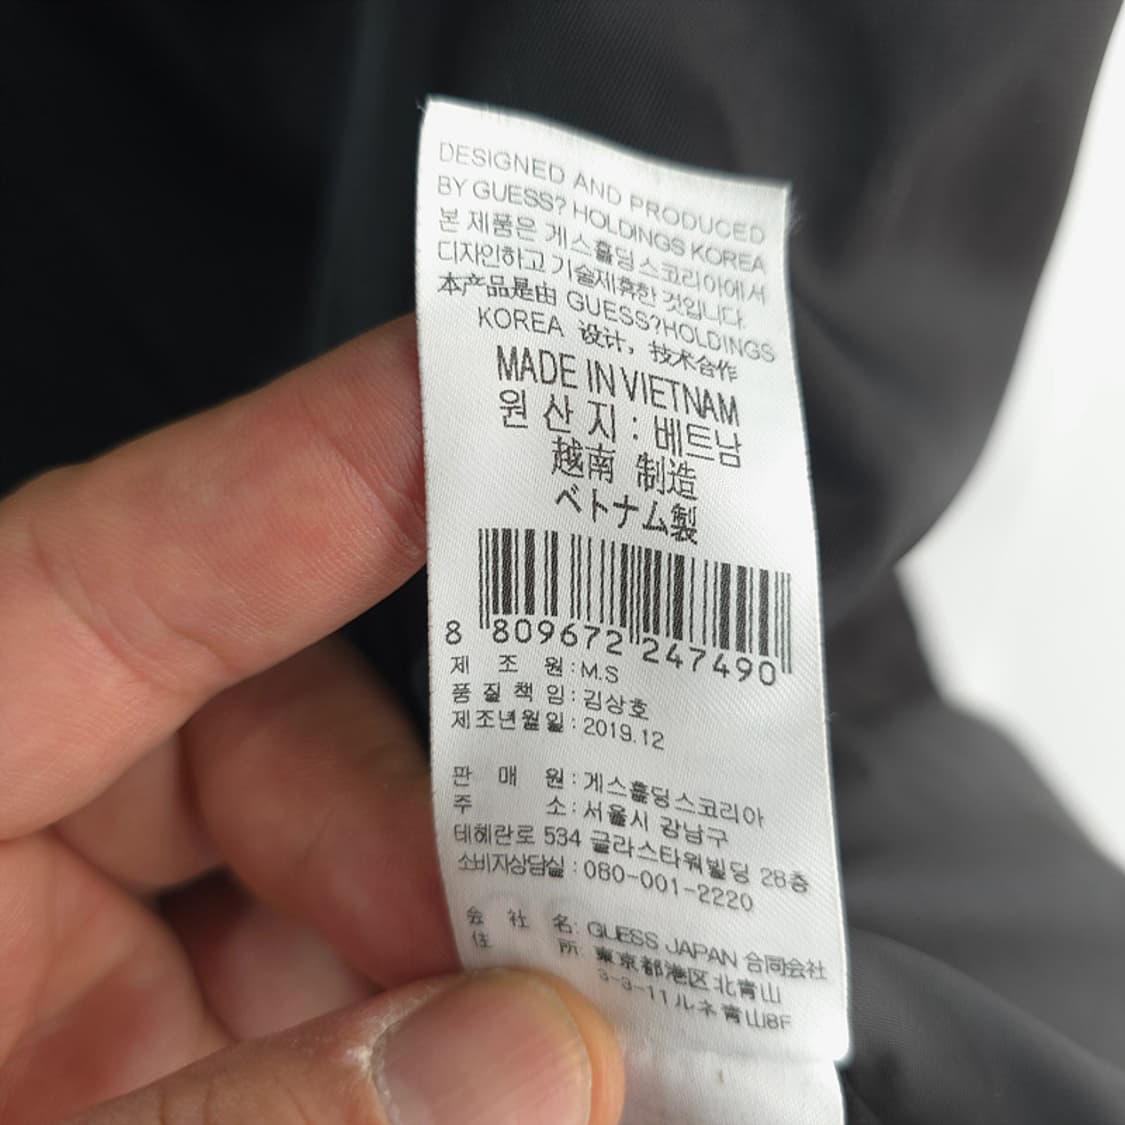 DESIGNED AND PRODUCED
BY GUESS? HOLDINGS KOREA
본 제품은 게스홀딩스코리아에서
디자인하고 기술제휴한 것입니다.
本产品是由 GUESS?HOLDINGS
KOREA 设计，技术合作
MADE IN VIETNAM
원 산 지 : 베트남
越南 制造
ベトナム製
8 809672 247490
제 조 원 : M.S
품 질 책 임 : 김상호
제조년월일 : 2019.12
판 매 원 : 게스홀딩스코리아
주 소 : 서울시 강남구
테헤란로 534 글라스타워빌딩 28층
소비자상담실 : 080-001-2220
会 社 名: GUESS JAPAN 合同会社
住 所: 東京都港区北青山
3-3-11 ルネ青山8F